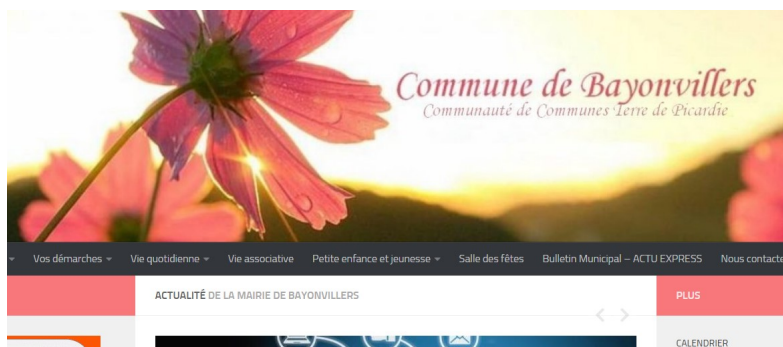 Commune de Bayonvillers
Communauté de Communes Terre de Picardie
Vos démarches Vie quotidienne Vie associative Petite enfance et jeunesse Salle des fêtes Bulletin Municipal – ACTU EXPRESS Nous contacte
ACTUALITÉ DE LA MAIRIE DE BAYONVILLERS
PLUS
CALENDRIER